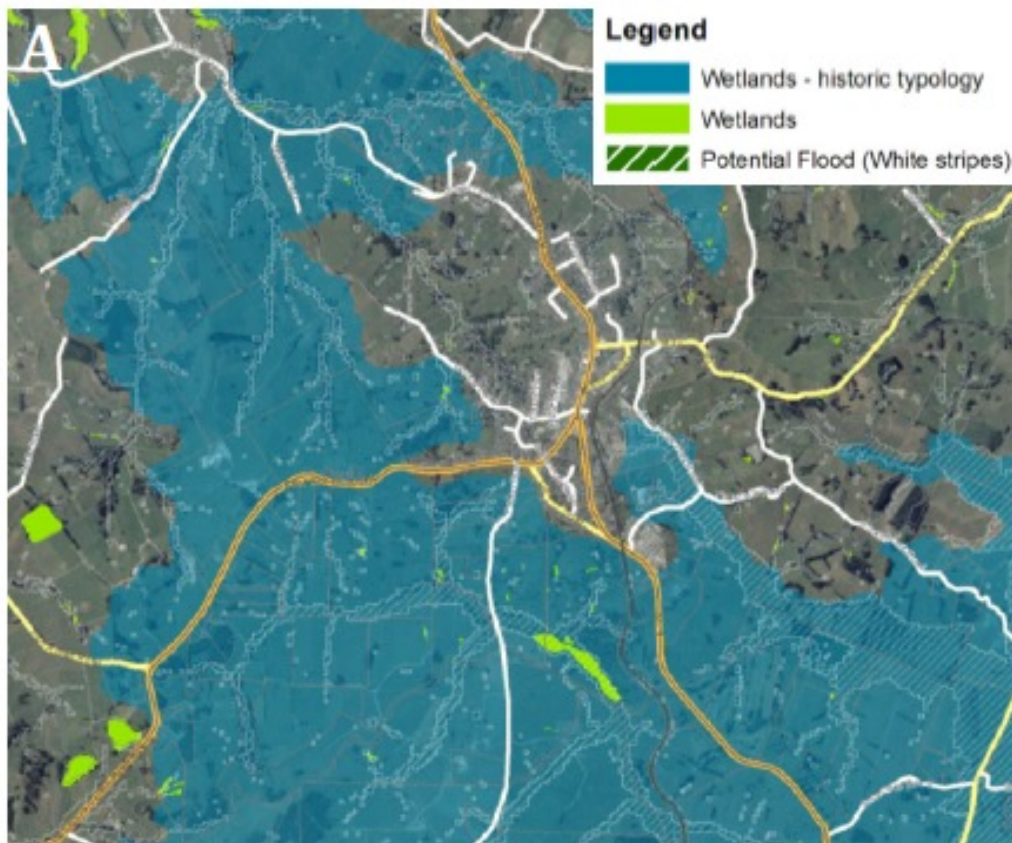 A
Legend
Wetlands - historic typology
Wetlands
Potential Flood (White stripes)